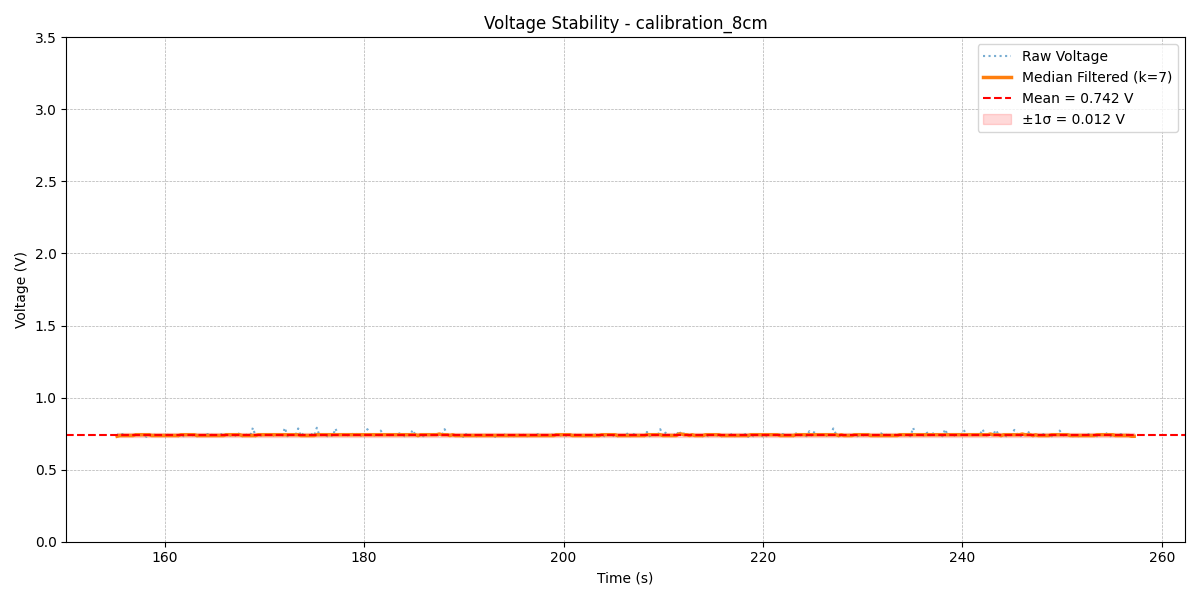 Voltage Stability - calibration_8cm
Raw Voltage
Median Filtered (k=7)
Mean = 0.742 V
±1σ = 0.012 V
Voltage (V)
3.5
3.0
2.5
2.0
1.5
1.0
0.5
0.0
160 180 200 220 240 260
Time (s)